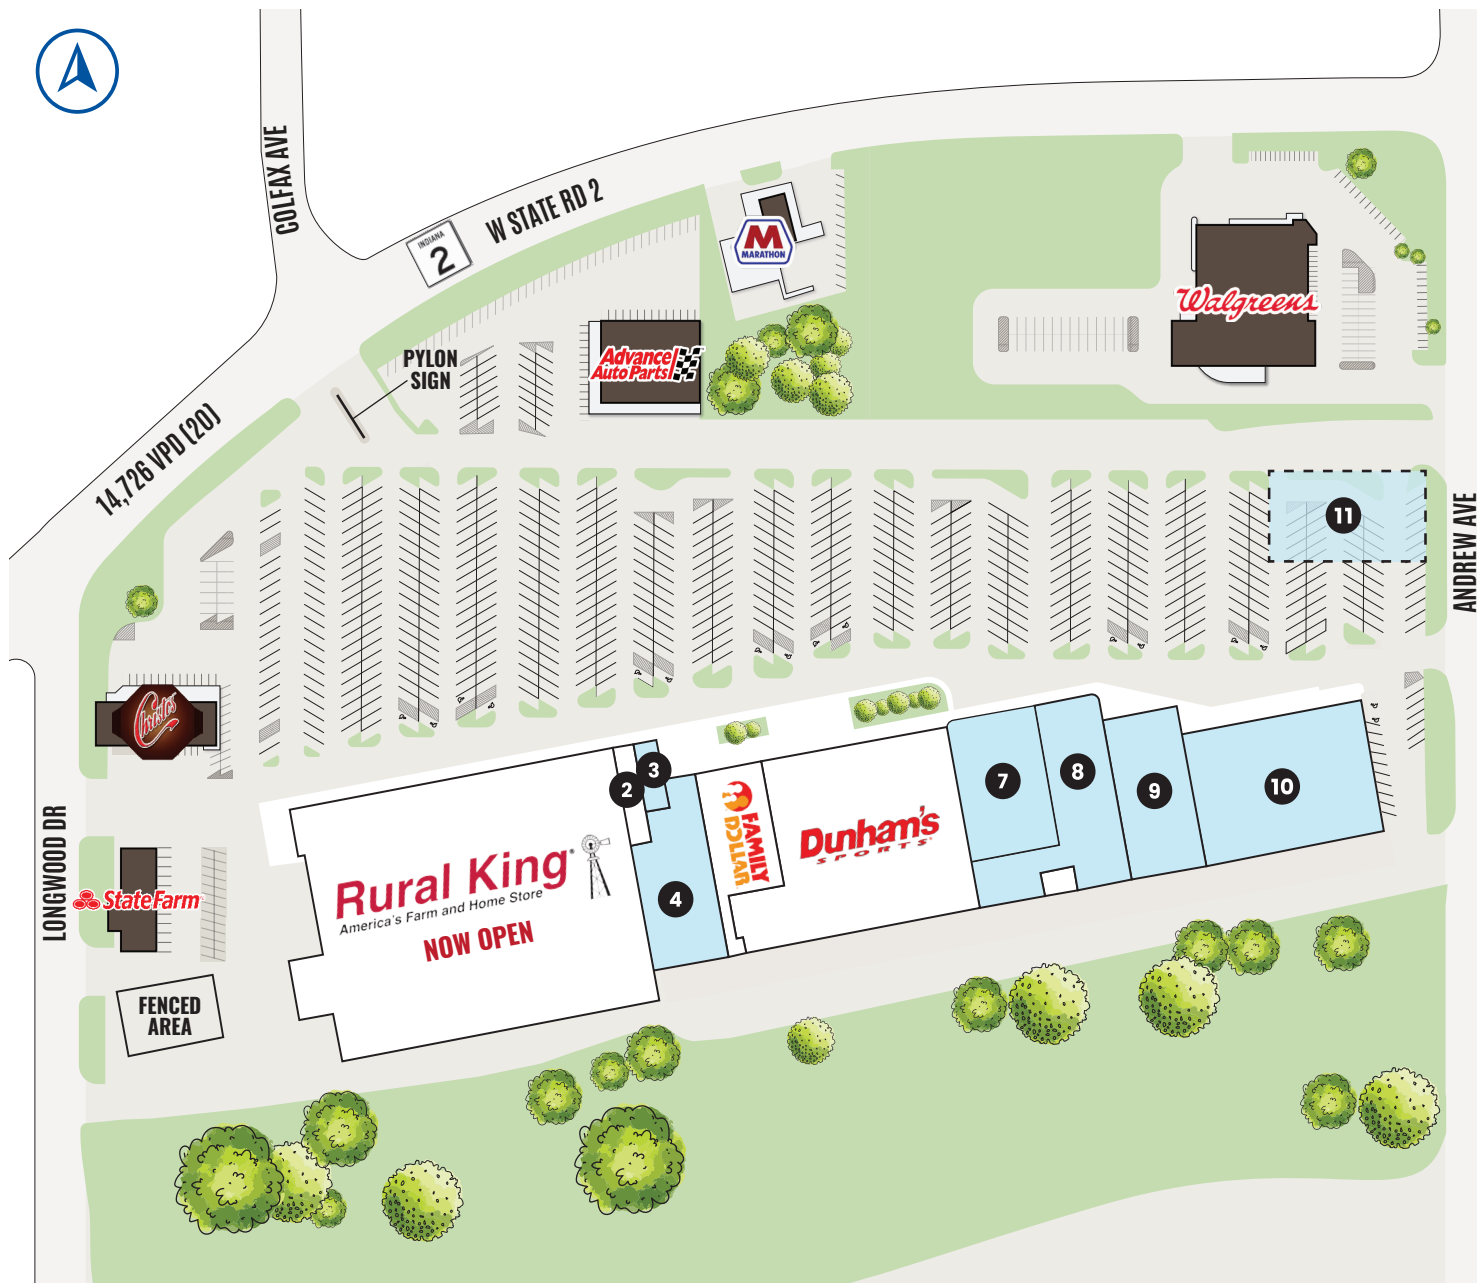 COLFAX AVE
INDIANA
2
W STATE RD 2
M
MARATHON
Walgreens
PYLON
SIGN
Advance
Auto Parts
14,726 VPD (20)
11
ANDREW AVE
Christos'
LONGWOOD DR
StateFarm
FENCED
AREA
Rural King®
America's Farm and Home Store
NOW OPEN
2
3
4
FAMILY
DOLLAR
Dunham's
SPORTS
7
8
9
10